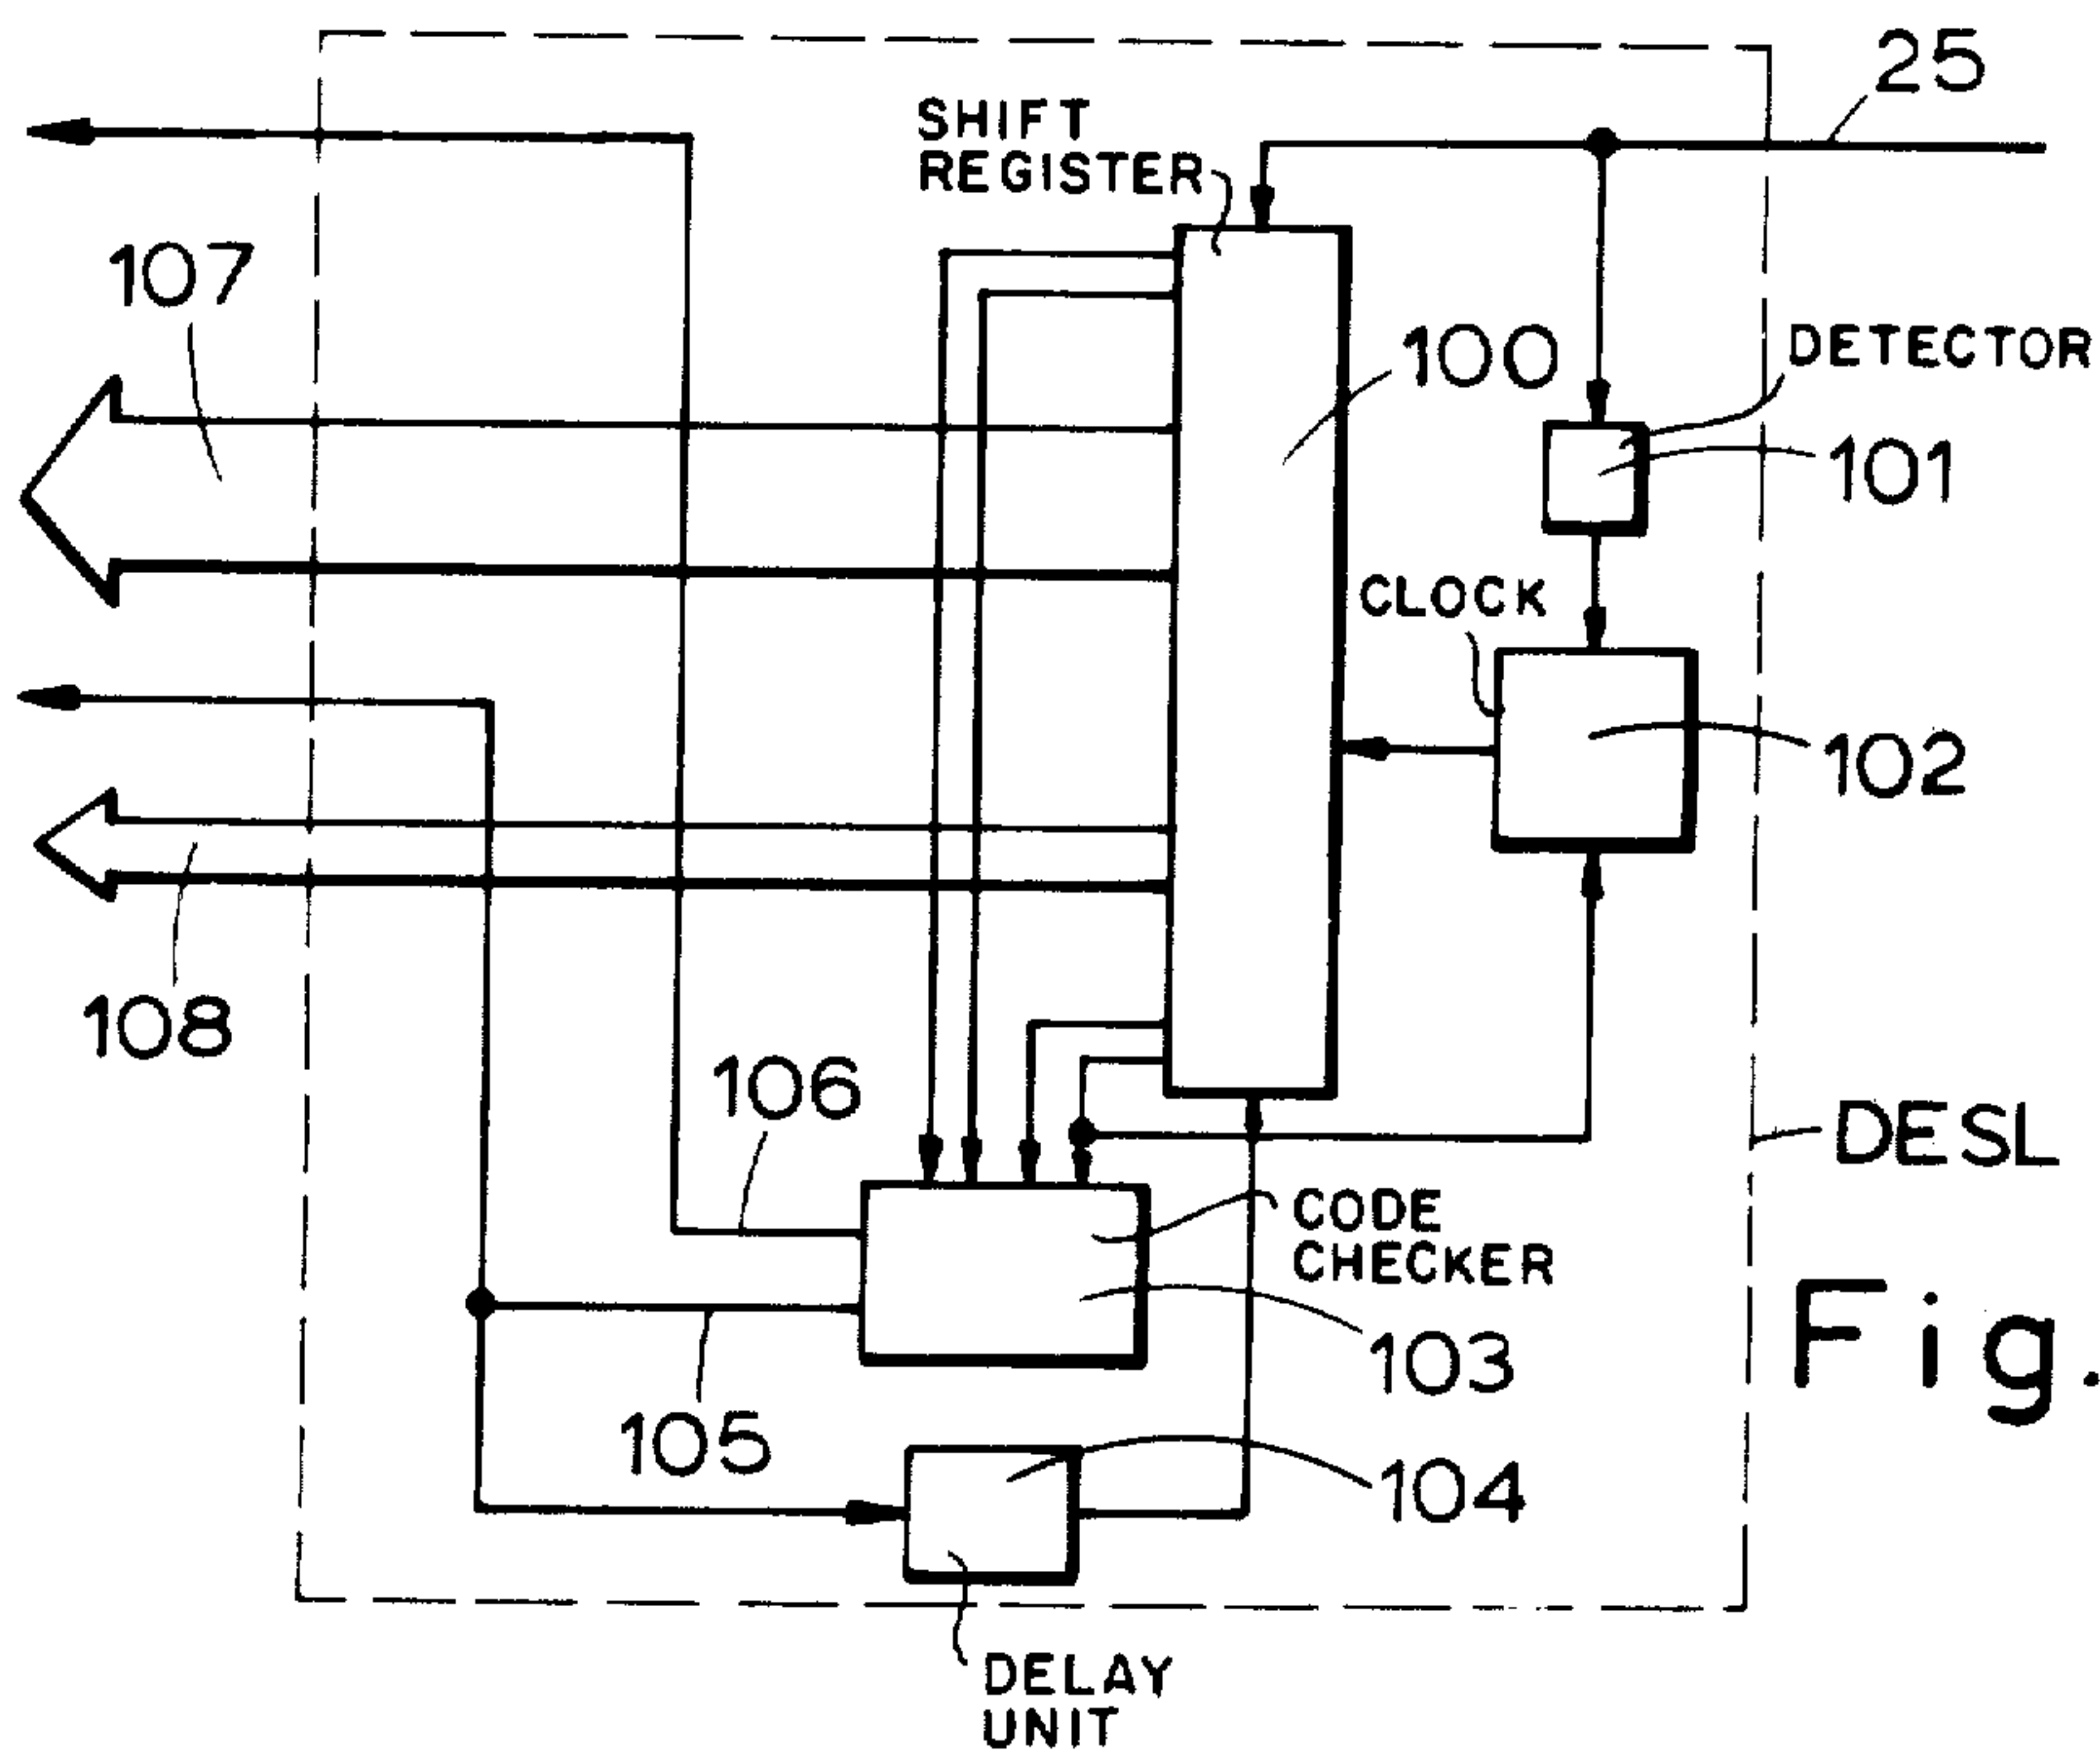 25
SHIFT
REGISTER
107
100
DETECTOR
101
CLOCK
102
108
106
DESL
CODE
CHECKER
Fig.
103
105
104
DELAY
UNIT